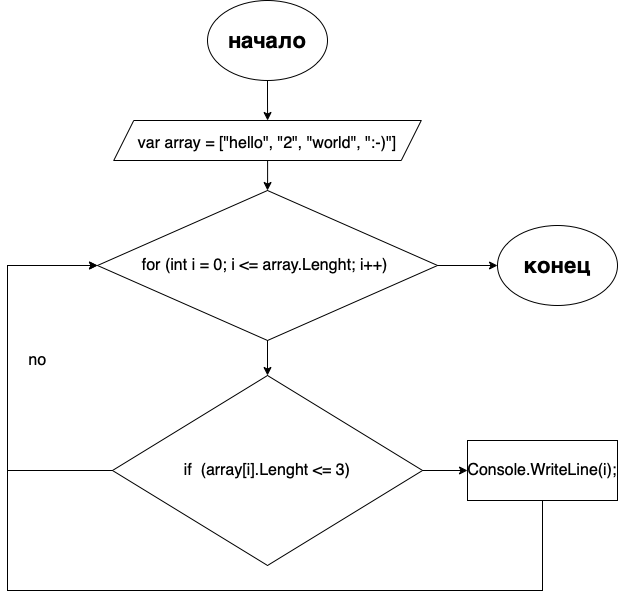 начало
var array = ["hello", "2", "world", ":-)"]
for (int i = 0; i <= array.Lenght; i++)
конец
no
if (array[i].Lenght <= 3)
Console.WriteLine(i);